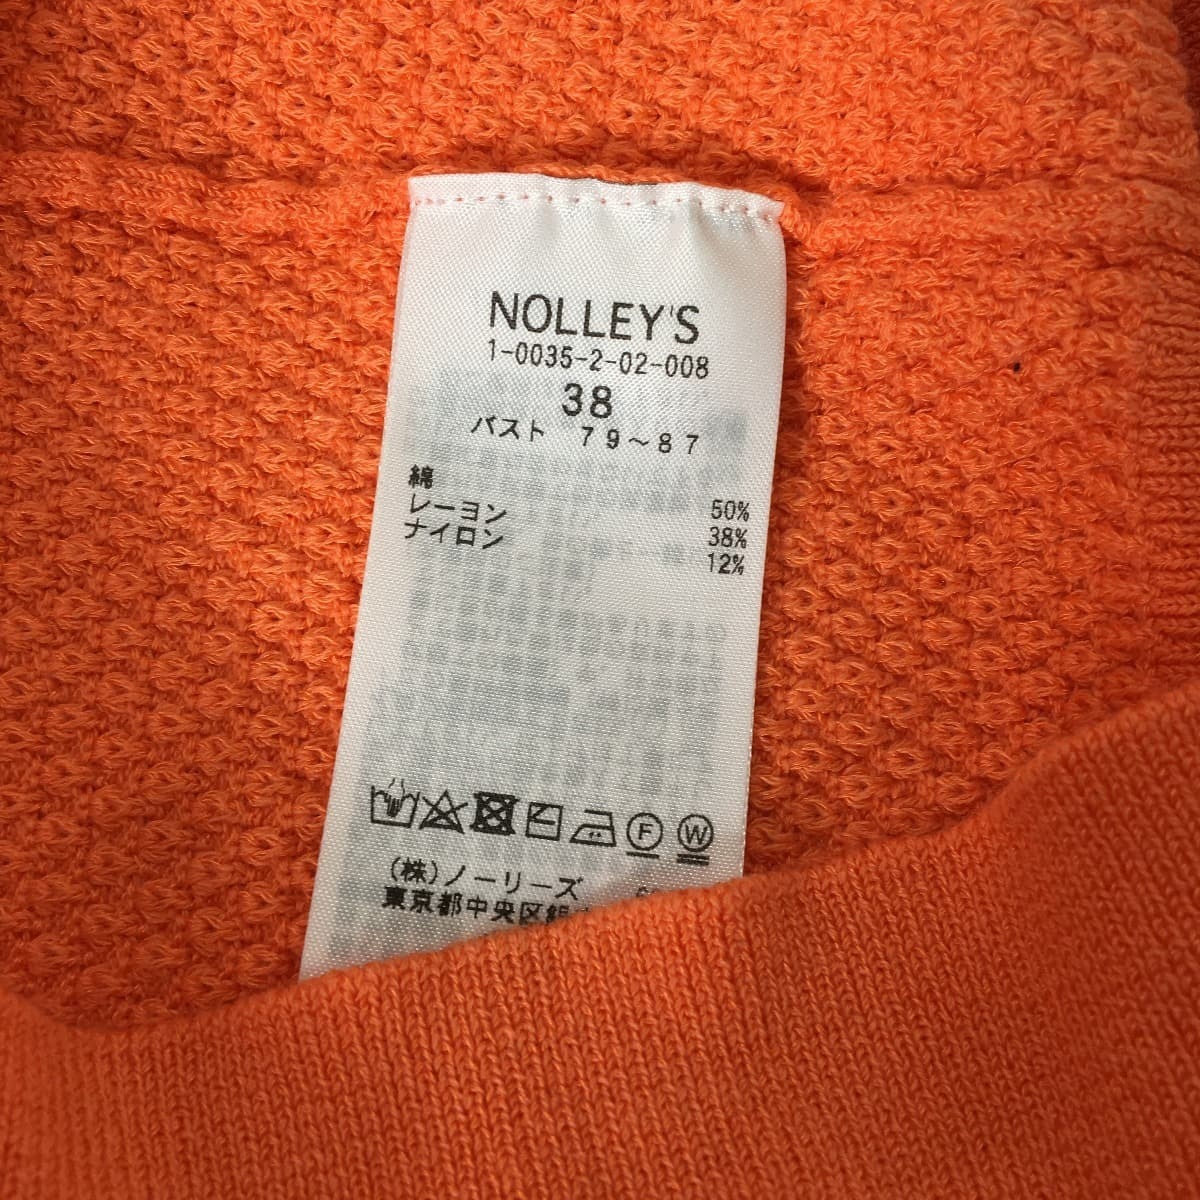 NOLLEY'S
1-0035-2-02-008
38
バスト 79～87
綿 50%
レーヨン 38%
ナイロン 12%
F W
(株)ノーリーズ
東京都中央区銀